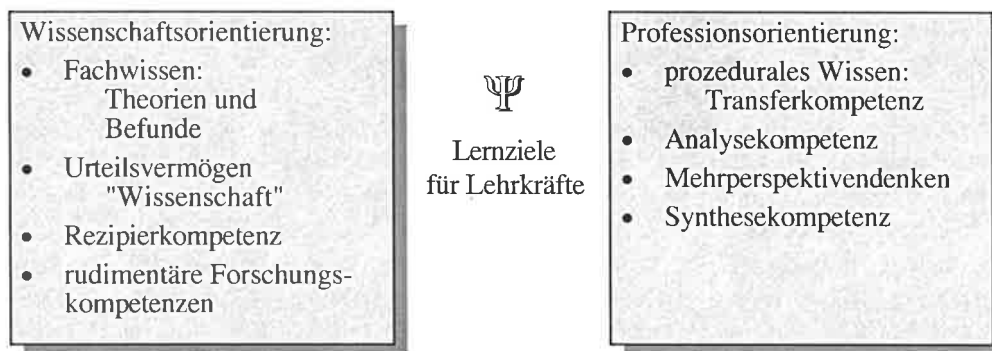 Wissenschaftsorientierung:
• Fachwissen:
Theorien und
Befunde
• Urteilsvermögen
"Wissenschaft"
• Rezipierkompetenz
• rudimentäre Forschungs-
kompetenzen
Ψ
Lernziele
für Lehrkräfte
Professionsorientierung:
• prozedurales Wissen:
Transferkompetenz
• Analysekompetenz
• Mehrperspektivendenken
• Synthesekompetenz